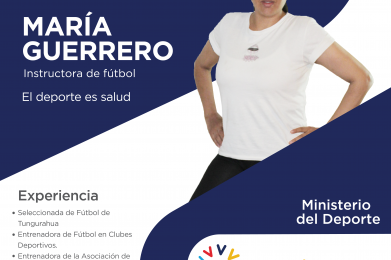 MARÍA
GUERRERO
Instructora de fútbol
El deporte es salud
Experiencia
• Seleccionada de Fútbol de
Tungurahua
• Entrenadora de Fútbol en Clubes
Deportivos.
• Entrenadora de la Asociación de
Ministerio
del Deporte